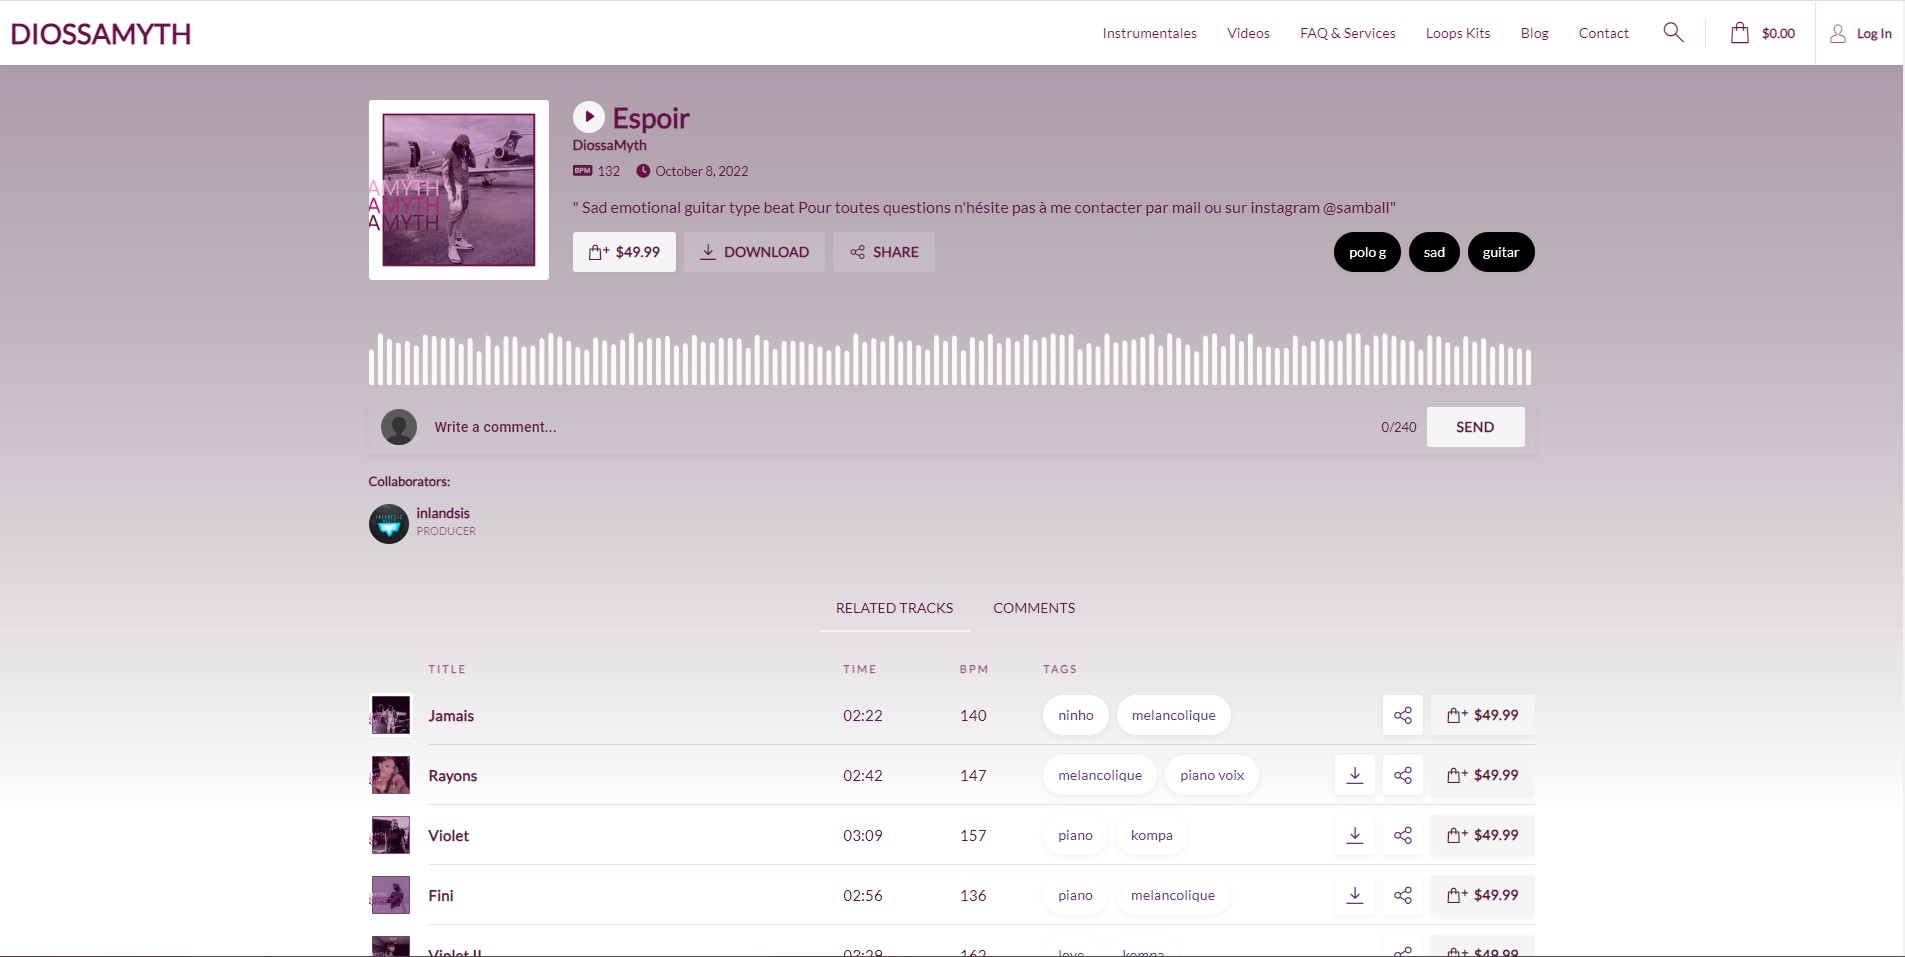 DIOSSAMYTH
Instrumentales Videos FAQ & Services Loops Kits Blog Contact $0.00 Log In
Espoir
DiossaMyth
BPM 132 October 8, 2022
" Sad emotional guitar type beat Pour toutes questions n'hésite pas à me contacter par mail ou sur instagram @samball"
$49.99 DOWNLOAD SHARE polo g sad guitar
AMYTH
AMYTH
AMYTH
Write a comment... 0/240 SEND
Collaborators:
inlandsis
PRODUCER
RELATED TRACKS COMMENTS
TITLE TIME BPM TAGS
Jamais 02:22 140 ninho melancolique $49.99
Rayons 02:42 147 melancolique piano voix $49.99
Violet 03:09 157 piano kompa $49.99
Fini 02:56 136 piano melancolique $49.99
Violet II 03:29 162 love kompa $49.99